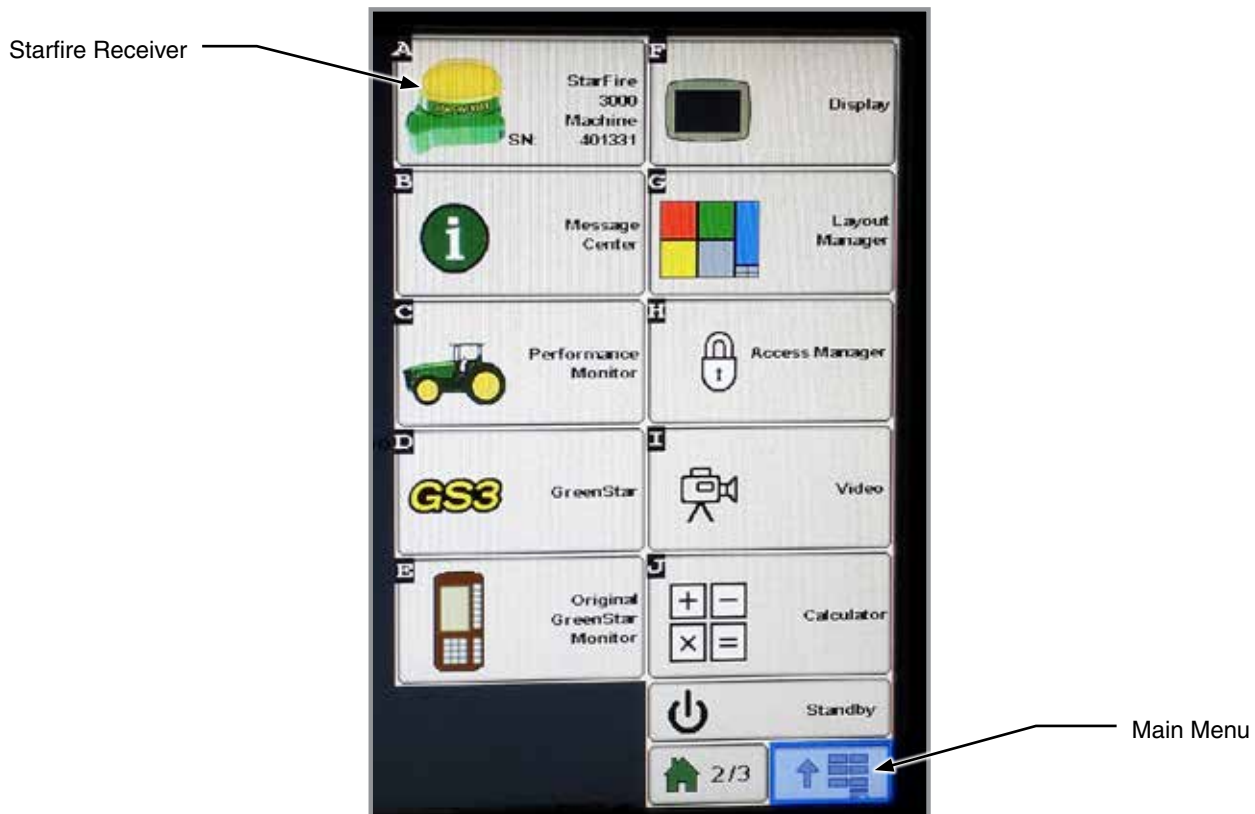 Starfire Receiver
A
StarFire
3000
Machine
SN: 401331
F
Display
B
Message
Center
G
Layout
Manager
C
Performance
Monitor
H
Access Manager
D
GS3
GreenStar
I
Video
E
Original
GreenStar
Monitor
J
Calculator
Standby
2/3
Main Menu